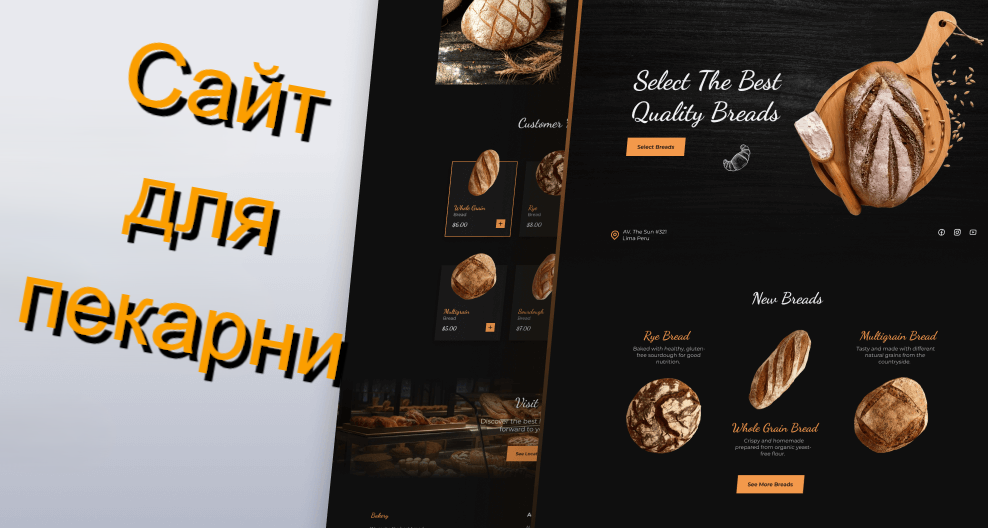 Сайт
для
пекарни
Customer
Whole Grain
Bread
$6.00
Rye
Bread
$8.00
Multigrain
Bread
$5.00
Sourdough
Bread
$7.00
Visit
Discover the best
forward to y
Bakery
Select The Best
Quality Breads
Select Breads
AV. The Sun #321
Lima Peru
New Breads
Rye Bread
Baked with healthy, gluten-
free sourdough for good
nutrition.
Whole Grain Bread
Crispy and homemade
prepared from organic yeast-
free flour.
Multigrain Bread
Tasty and made with different
natural grains from the
countryside.
See More Breads